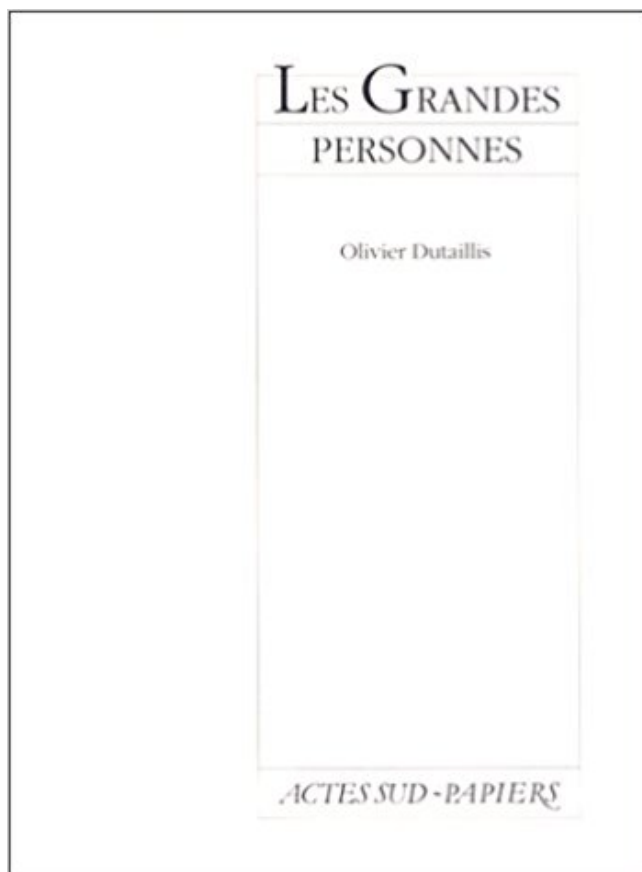 LES GRANDES
PERSONNES
Olivier Dutaillis
ACTES SUD - PAPIERS